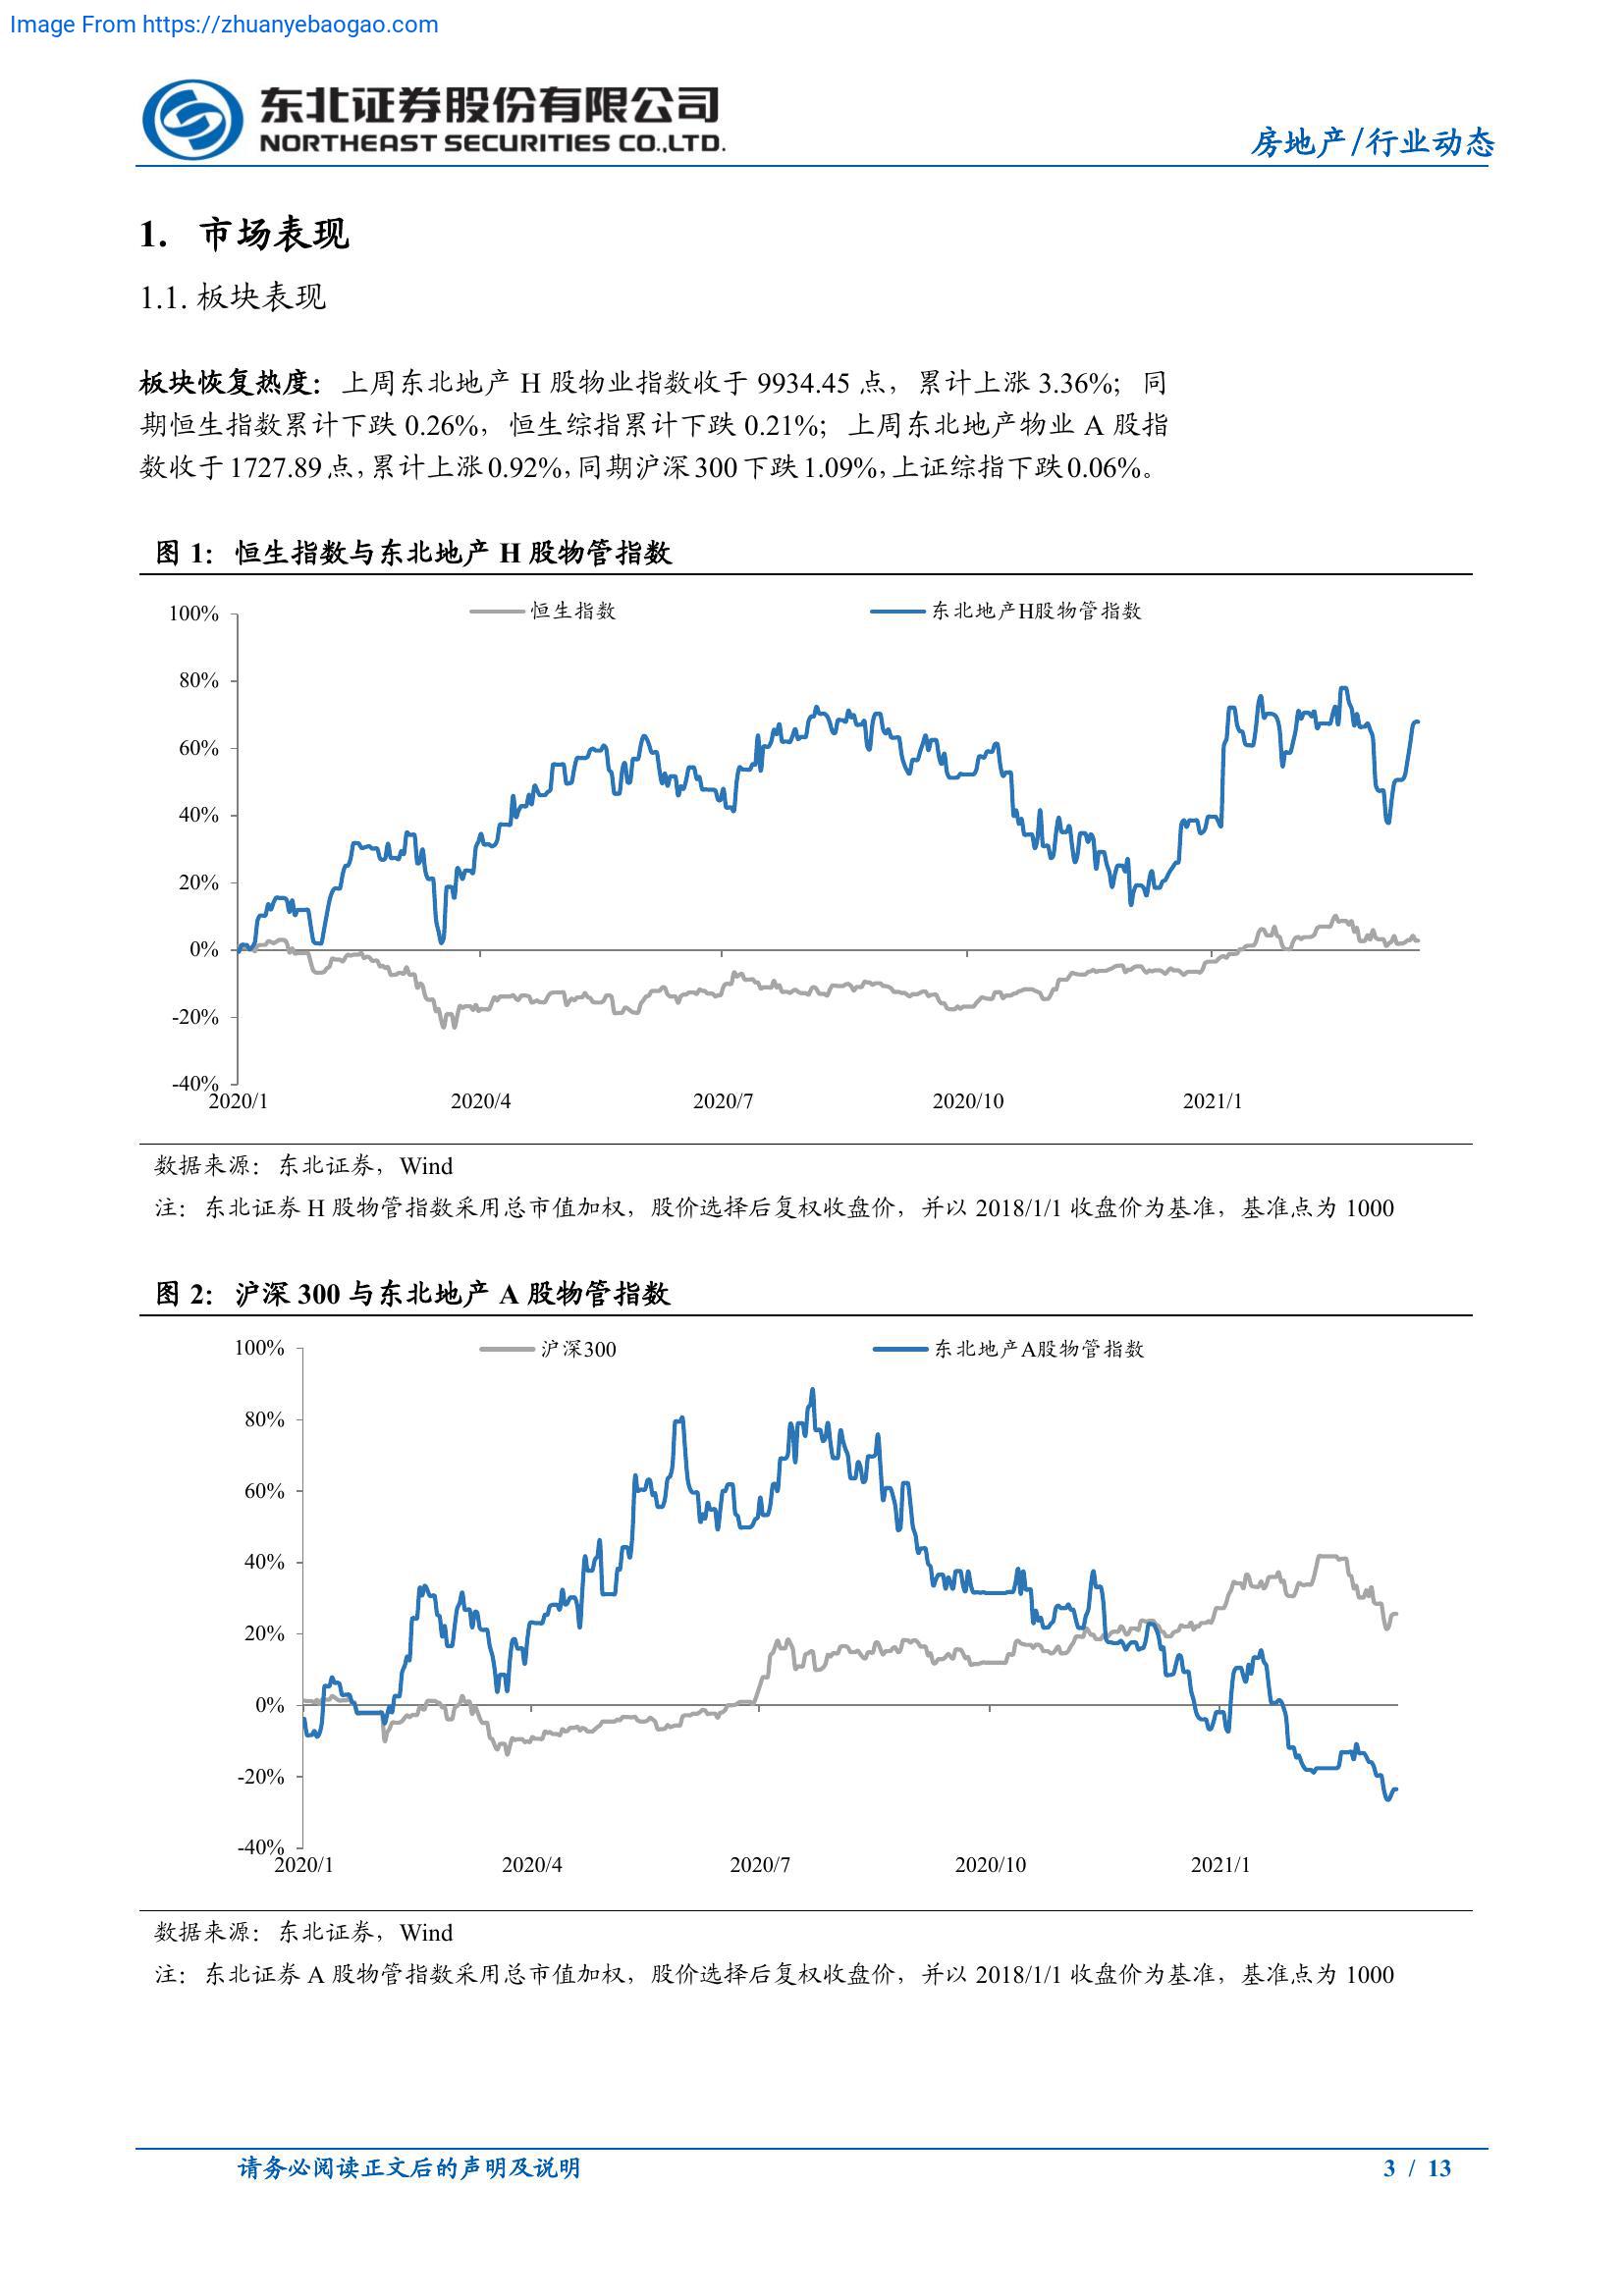 Image From https://zhuanyebaogao.com
东北证券股份有限公司
NORTHEAST SECURITIES CO.,LTD.
房地产/行业动态
1. 市场表现
1.1. 板块表现
板块恢复热度：上周东北地产 H 股物业指数收于 9934.45 点，累计上涨 3.36%；同
期恒生指数累计下跌 0.26%，恒生综指累计下跌 0.21%；上周东北地产物业 A 股指
数收于 1727.89 点，累计上涨 0.92%，同期沪深 300 下跌 1.09%，上证综指下跌 0.06%。
图 1：恒生指数与东北地产 H 股物管指数
恒生指数
东北地产H股物管指数
100%
80%
60%
40%
20%
0%
-20%
-40%
2020/1
2020/4
2020/7
2020/10
2021/1
数据来源：东北证券，Wind
注：东北证券 H 股物管指数采用总市值加权，股价选择后复权收盘价，并以 2018/1/1 收盘价为基准，基准点为 1000
图 2：沪深 300 与东北地产 A 股物管指数
沪深300
东北地产A股物管指数
100%
80%
60%
40%
20%
0%
-20%
-40%
2020/1
2020/4
2020/7
2020/10
2021/1
数据来源：东北证券，Wind
注：东北证券 A 股物管指数采用总市值加权，股价选择后复权收盘价，并以 2018/1/1 收盘价为基准，基准点为 1000
请务必阅读正文后的声明及说明
3 / 13